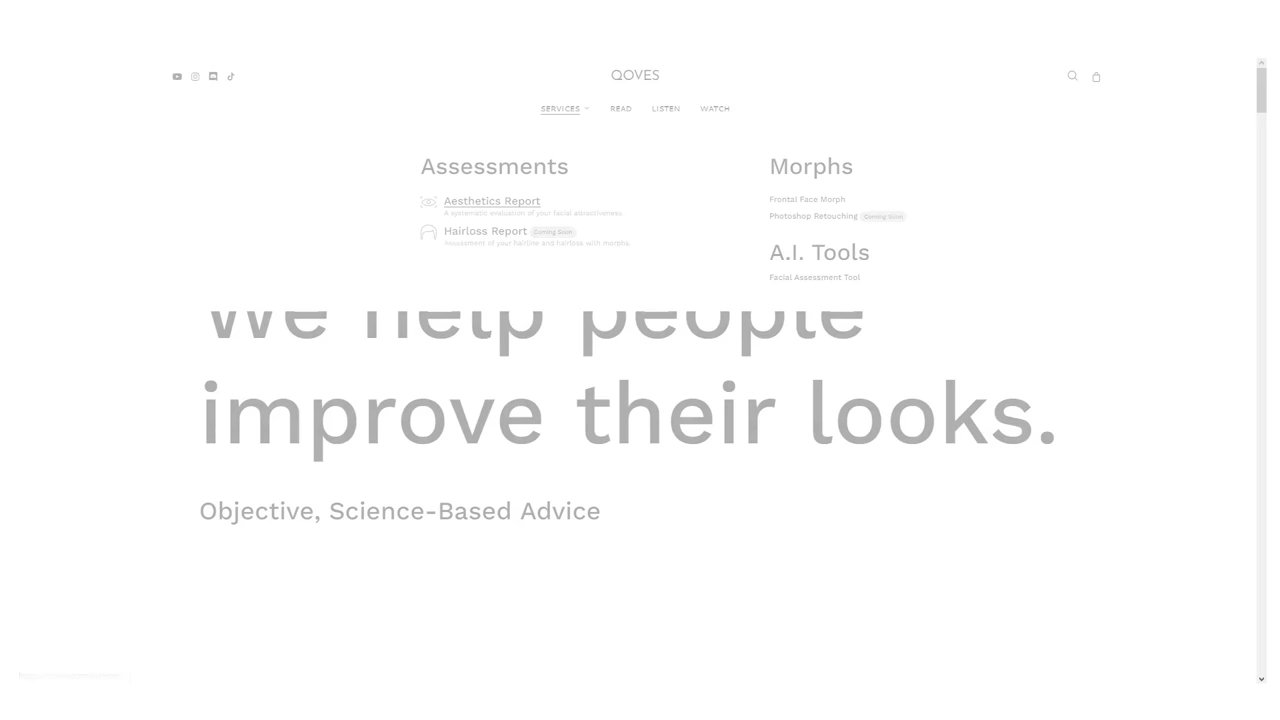 QOVES
SERVICES READ LISTEN WATCH
Assessments
Aesthetics Report
A systematic evaluation of your facial attractiveness.
Hairloss Report Coming Soon
Assessment of your hairline and hairloss with morphs.
Morphs
Frontal Face Morph
Photoshop Retouching Coming Soon
A.I. Tools
Facial Assessment Tool
We help people
improve their looks.
Objective, Science-Based Advice